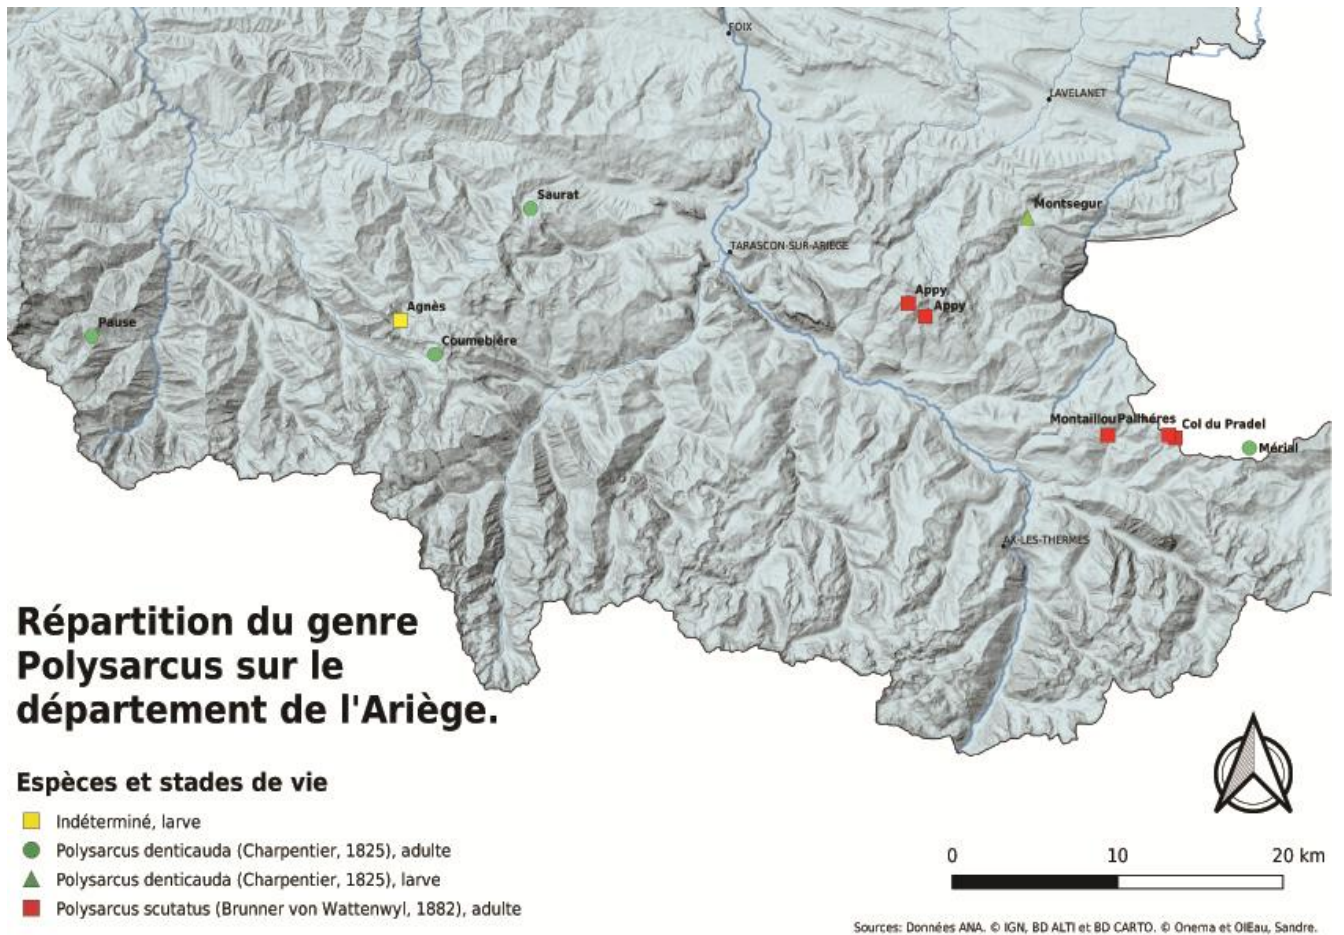 FOIX
LAVELANET
Saurat
Montsegur
TARASCON-SUR-ARIEGE
Appy
Appy
Agnès
Pause
Coumebière
Montaillou
Pailhéres
Col du Pradel
Mérial
AX-LES-THERMES
Répartition du genre
Polysarcus sur le
département de l'Ariège.
Espèces et stades de vie
Indéterminé, larve
Polysarcus denticauda (Charpentier, 1825), adulte
Polysarcus denticauda (Charpentier, 1825), larve
Polysarcus scutatus (Brunner von Wattenwyl, 1882), adulte
0 10 20 km
Sources: Données ANA. © IGN, BD ALTI et BD CARTO. © Onema et OIEau, Sandre.